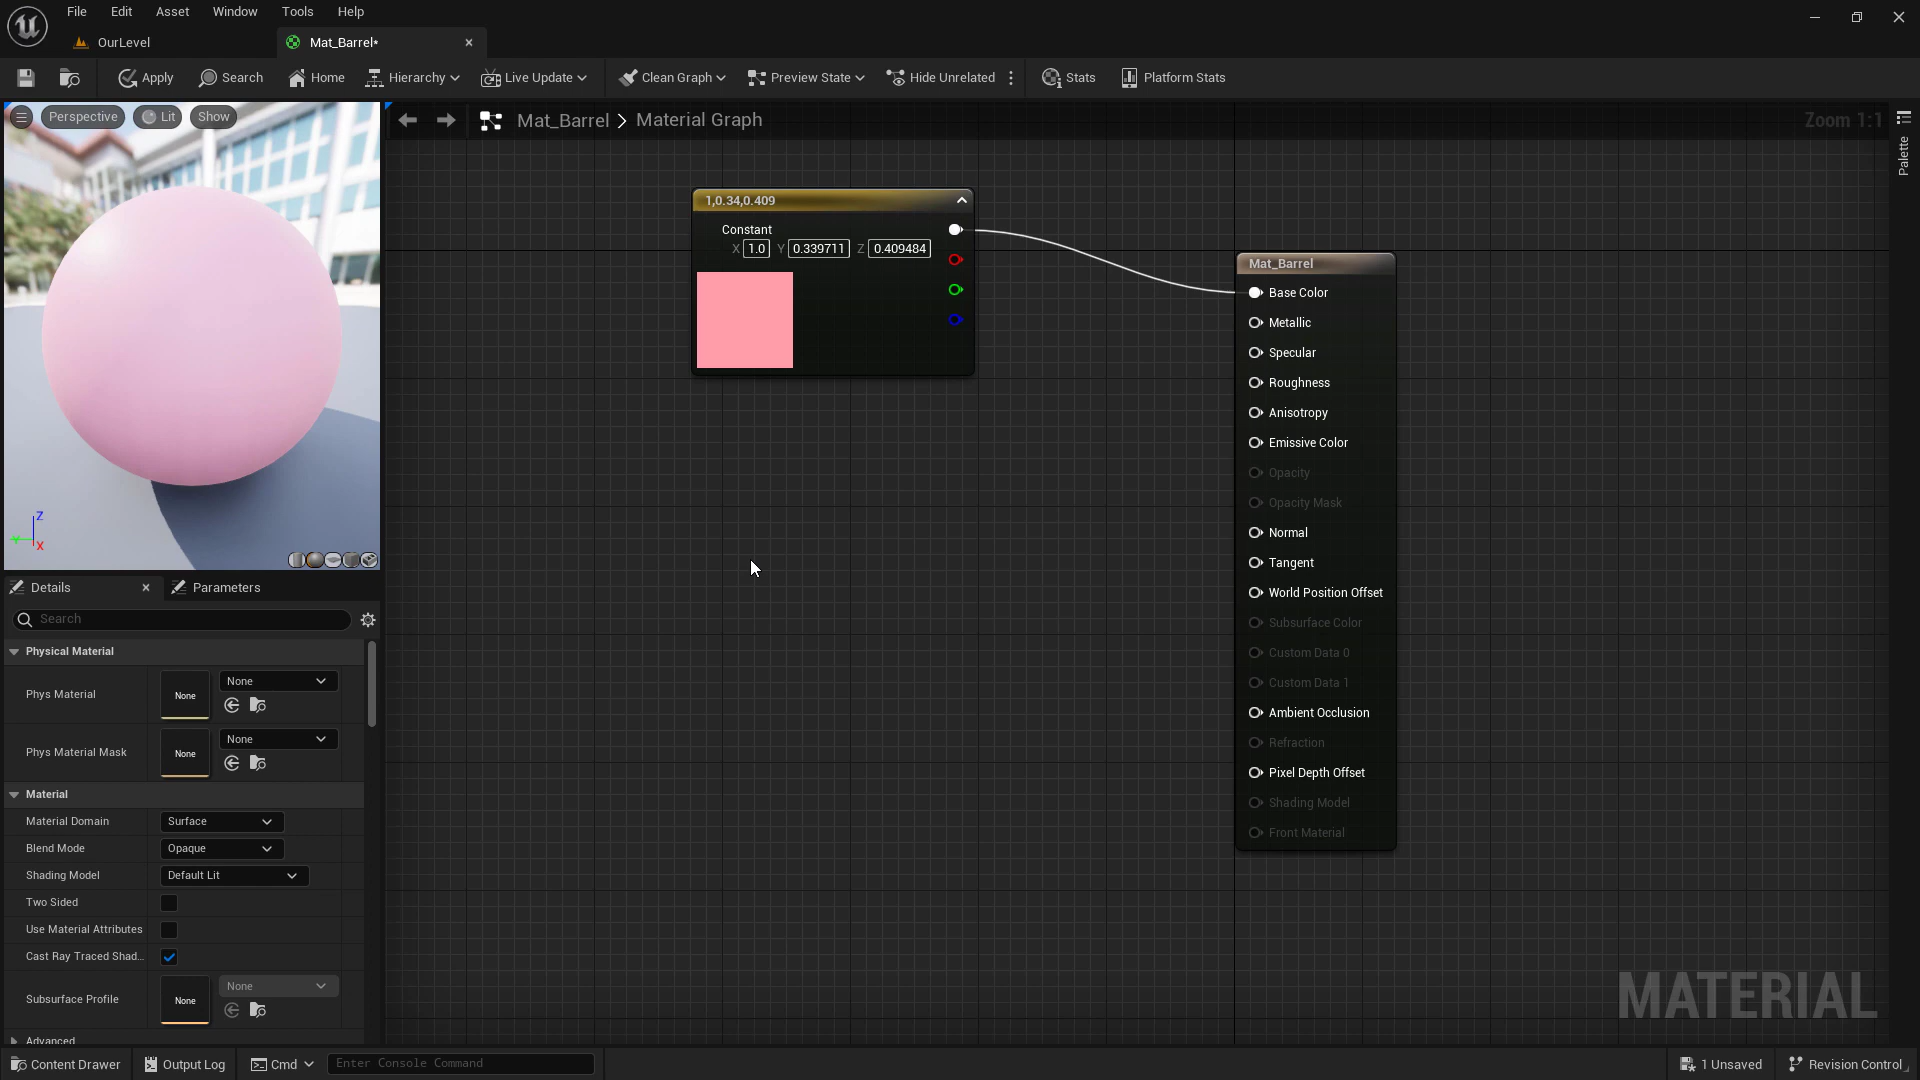 File Edit Asset Window Tools Help
OurLevel
Mat_Barrel*
Apply Search Home Hierarchy Live Update Clean Graph Preview State Hide Unrelated Stats Platform Stats
Perspective Lit Show
Mat_Barrel > Material Graph
Zoom 1:1
Palette
1,0.34,0.409
Constant
X 1.0 Y 0.339711 Z 0.409484
Mat_Barrel
Base Color
Metallic
Specular
Roughness
Anisotropy
Emissive Color
Opacity
Opacity Mask
Normal
Tangent
World Position Offset
Subsurface Color
Custom Data 0
Custom Data 1
Ambient Occlusion
Refraction
Pixel Depth Offset
Shading Model
Front Material
MATERIAL
Z
Y
X
Details
Parameters
Search
Physical Material
Phys Material None None
Phys Material Mask None None
Material
Material Domain Surface
Blend Mode Opaque
Shading Model Default Lit
Two Sided
Use Material Attributes
Cast Ray Traced Shad...
Subsurface Profile None None
Advanced
Content Drawer Output Log Cmd Enter Console Command
1 Unsaved Revision Control